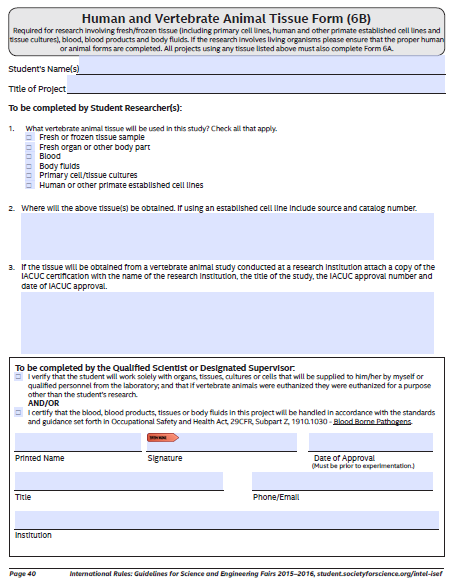 Human and Vertebrate Animal Tissue Form (6B)
Required for research involving fresh/frozen tissue (including primary cell lines, human and other primate established cell lines and
tissue cultures), blood, blood products and body fluids. If the research involves living organisms please ensure that the proper human
or animal forms are completed. All projects using any tissue listed above must also complete Form 6A.
Student's Name(s)
Title of Project
To be completed by Student Researcher(s):
1. What vertebrate animal tissue will be used in this study? Check all that apply.
Fresh or frozen tissue sample
Fresh organ or other body part
Blood
Body fluids
Primary cell/tissue cultures
Human or other primate established cell lines
2. Where will the above tissue(s) be obtained. If using an established cell line include source and catalog number.
3. If the tissue will be obtained from a vertebrate animal study conducted at a research institution attach a copy of the
IACUC certification with the name of the research institution, the title of the study, the IACUC approval number and
date of IACUC approval.
To be completed by the Qualified Scientist or Designated Supervisor:
I verify that the student will work solely with organs, tissues, cultures or cells that will be supplied to him/her by myself or
qualified personnel from the laboratory; and that if vertebrate animals were euthanized they were euthanized for a purpose
other than the student's research.
AND/OR
I certify that the blood, blood products, tissues or body fluids in this project will be handled in accordance with the standards
and guidance set forth in Occupational Safety and Health Act, 29CFR, Subpart Z, 1910.1030 - Blood Borne Pathogens.
Printed Name Signature Date of Approval
(Must be prior to experimentation.)
Title Phone/Email
Institution
Page 40 International Rules: Guidelines for Science and Engineering Fairs 2015–2016, student.societyforscience.org/intel-isef